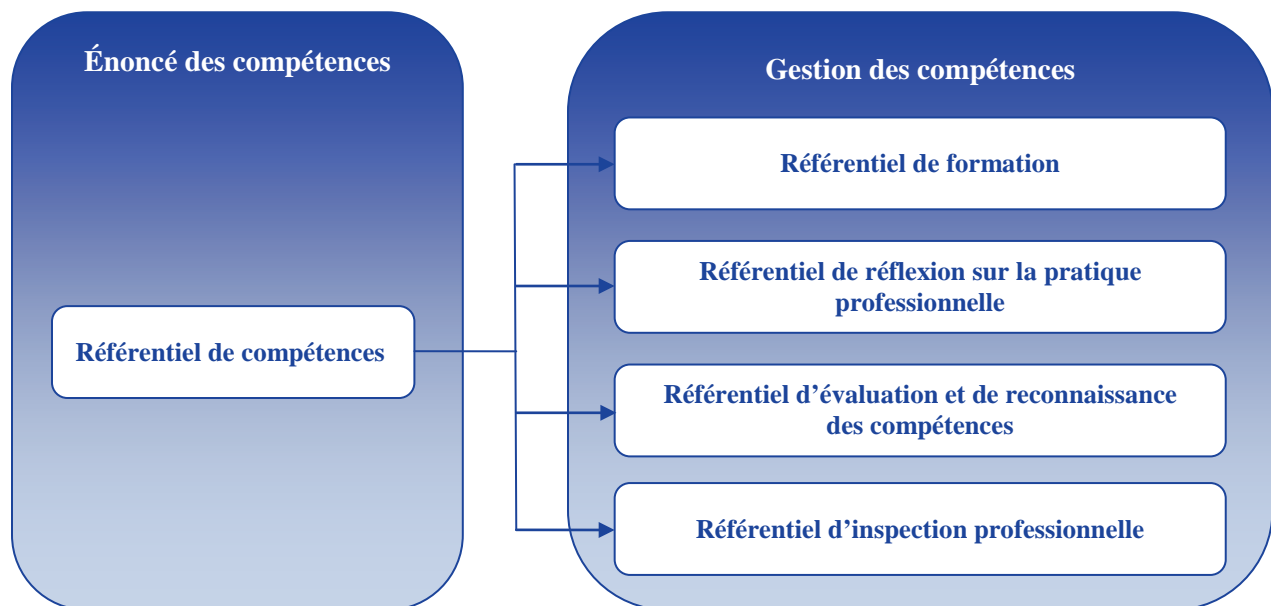 Énoncé des compétences
Référentiel de compétences
Gestion des compétences
Référentiel de formation
Référentiel de réflexion sur la pratique
professionnelle
Référentiel d’évaluation et de reconnaissance
des compétences
Référentiel d’inspection professionnelle